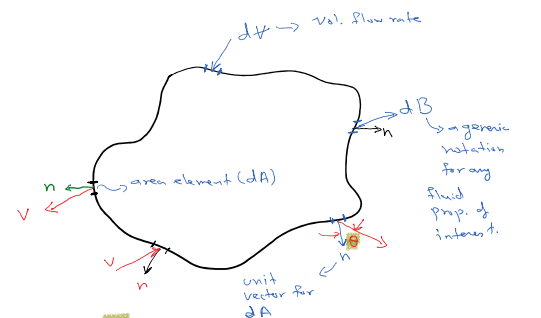 dV → Vol. flow rate
dB
n
a generic
notation
for any
fluid
prop. of
interest.
n
area element (dA)
V
V
n
θ
n
unit
vector for
dA